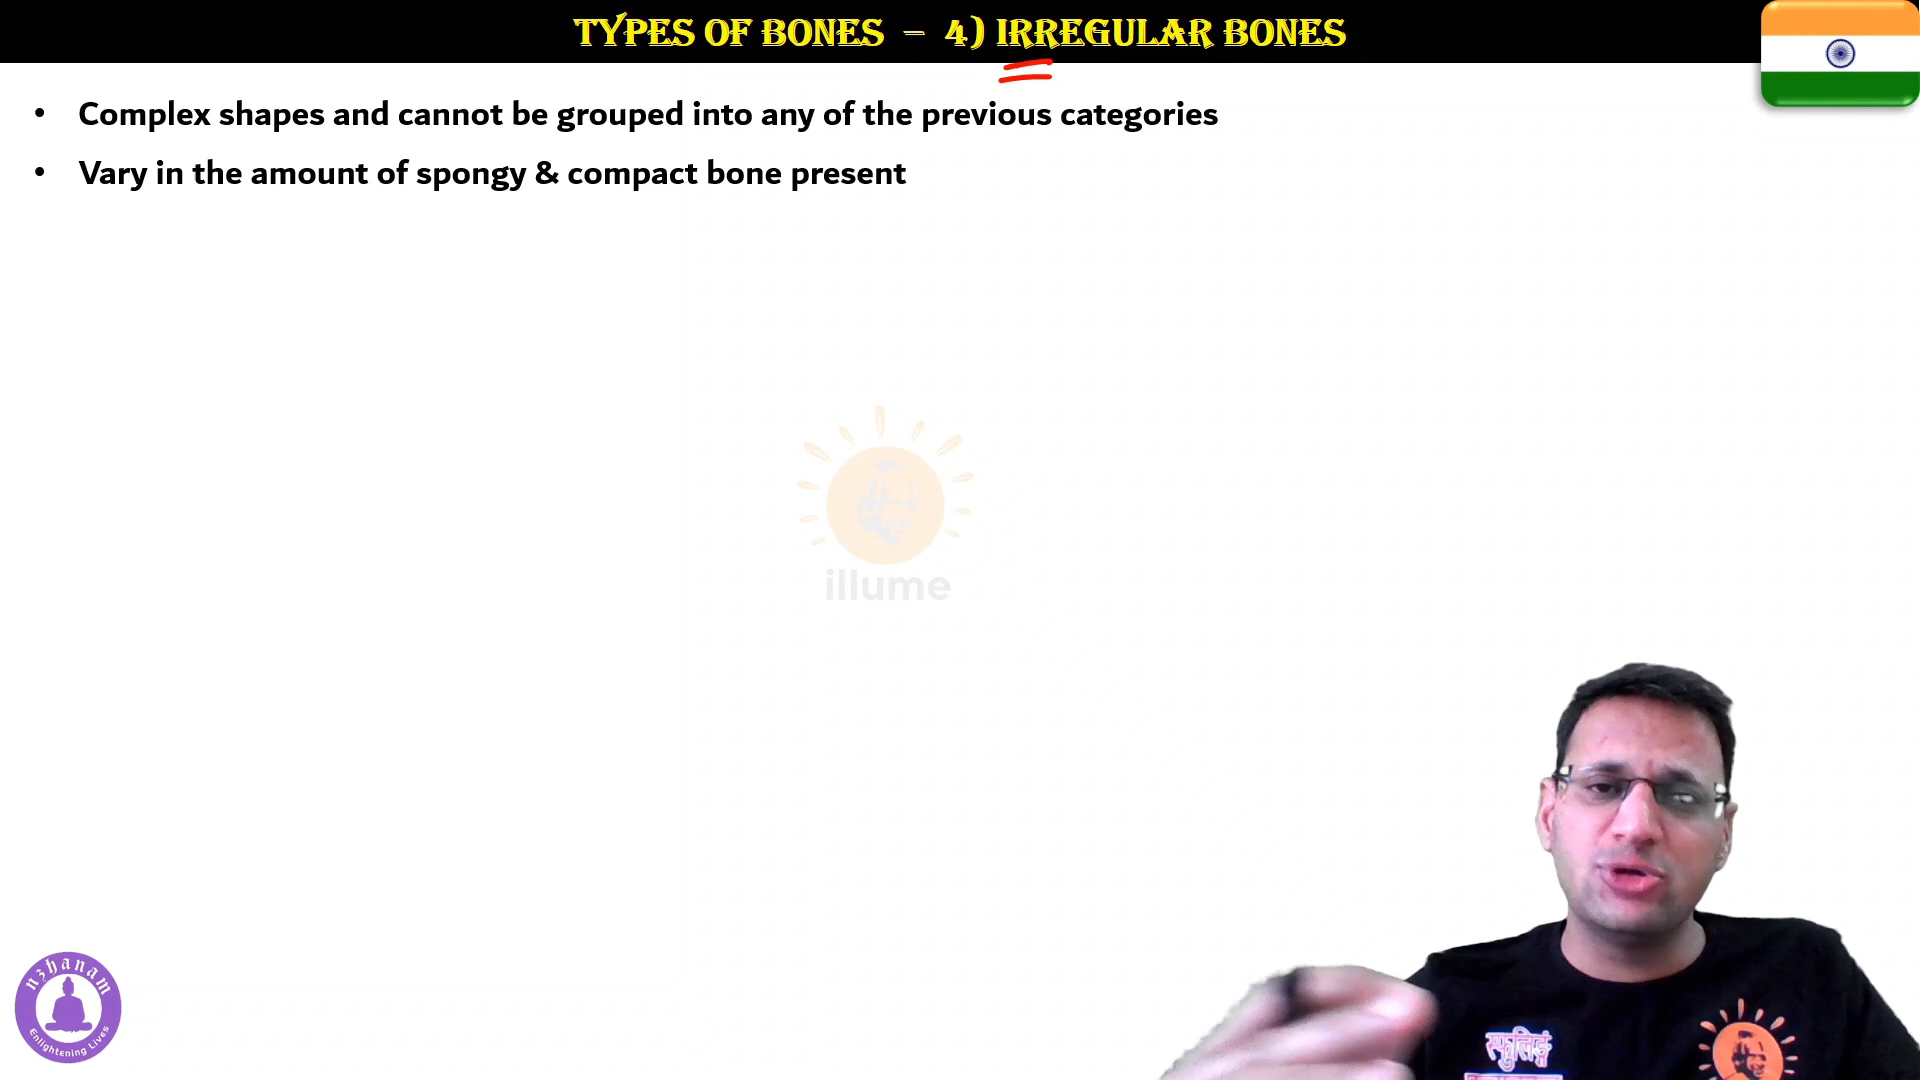 TYPES OF BONES – 4) IRREGULAR BONES
• Complex shapes and cannot be grouped into any of the previous categories
• Vary in the amount of spongy & compact bone present
illume
nzhanam
Enlightening Lives
स्फुलिङ्गं